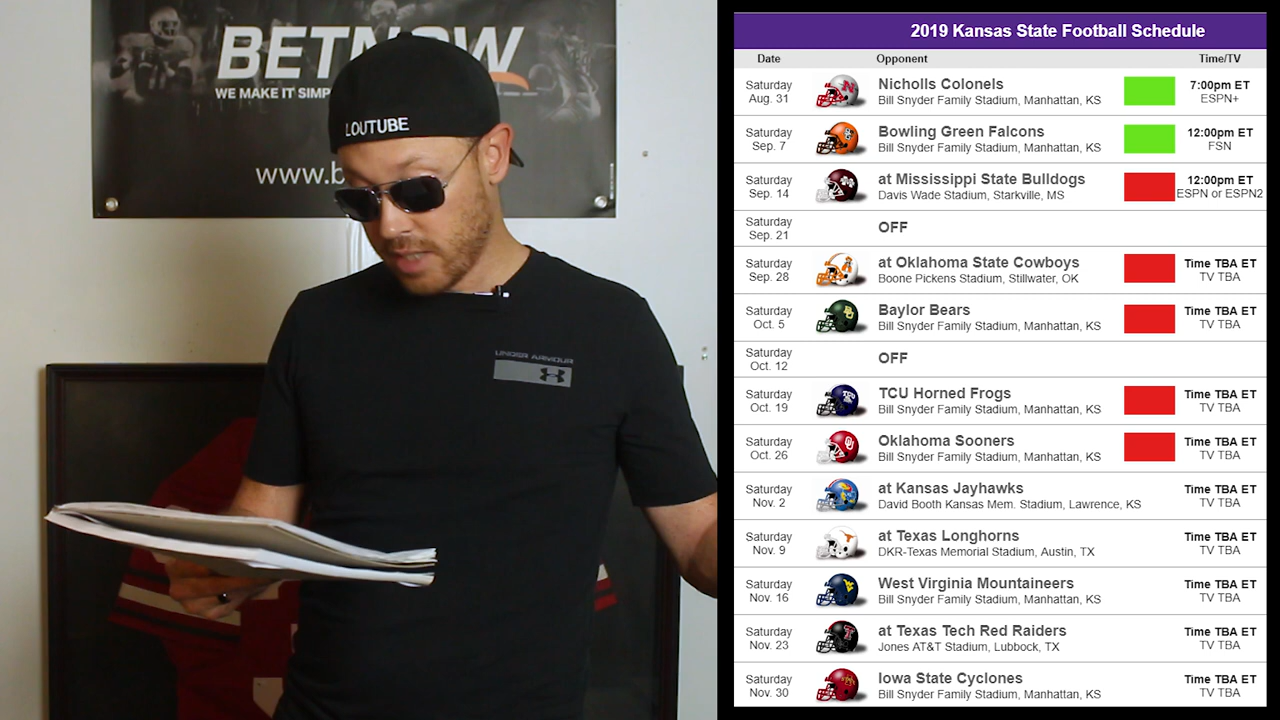 BETNOW
WE MAKE IT SIMP
www.b
LOUTUBE
UNDER ARMOUR
2019 Kansas State Football Schedule
Date Opponent Time/TV
Saturday Nicholls Colonels 7:00pm ET
Aug. 31 Bill Snyder Family Stadium, Manhattan, KS ESPN+
Saturday Bowling Green Falcons 12:00pm ET
Sep. 7 Bill Snyder Family Stadium, Manhattan, KS FSN
Saturday at Mississippi State Bulldogs 12:00pm ET
Sep. 14 Davis Wade Stadium, Starkville, MS ESPN or ESPN2
Saturday
Sep. 21 OFF
Saturday at Oklahoma State Cowboys Time TBA ET
Sep. 28 Boone Pickens Stadium, Stillwater, OK TV TBA
Saturday Baylor Bears Time TBA ET
Oct. 5 Bill Snyder Family Stadium, Manhattan, KS TV TBA
Saturday
Oct. 12 OFF
Saturday TCU Horned Frogs Time TBA ET
Oct. 19 Bill Snyder Family Stadium, Manhattan, KS TV TBA
Saturday Oklahoma Sooners Time TBA ET
Oct. 26 Bill Snyder Family Stadium, Manhattan, KS TV TBA
Saturday at Kansas Jayhawks Time TBA ET
Nov. 2 David Booth Kansas Mem. Stadium, Lawrence, KS TV TBA
Saturday at Texas Longhorns Time TBA ET
Nov. 9 DKR-Texas Memorial Stadium, Austin, TX TV TBA
Saturday West Virginia Mountaineers Time TBA ET
Nov. 16 Bill Snyder Family Stadium, Manhattan, KS TV TBA
Saturday at Texas Tech Red Raiders Time TBA ET
Nov. 23 Jones AT&T Stadium, Lubbock, TX TV TBA
Saturday Iowa State Cyclones Time TBA ET
Nov. 30 Bill Snyder Family Stadium, Manhattan, KS TV TBA